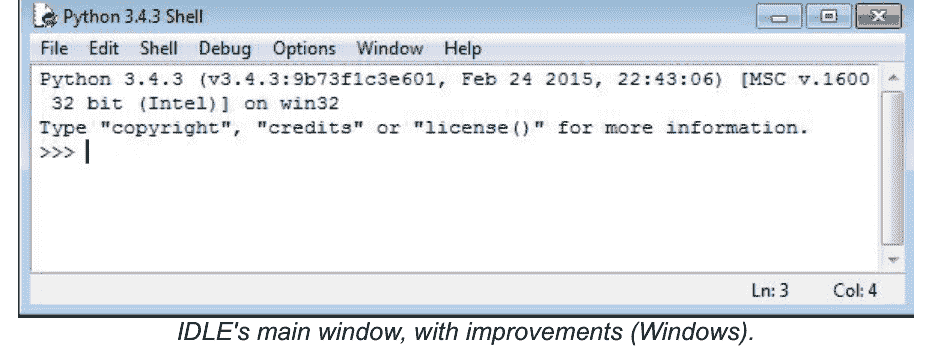 Python 3.4.3 Shell
File Edit Shell Debug Options Window Help
Python 3.4.3 (v3.4.3:9b73f1c3e601, Feb 24 2015, 22:43:06) [MSC v.1600
32 bit (Intel)] on win32
Type "copyright", "credits" or "license()" for more information.
>>>
Ln: 3 Col: 4
IDLE's main window, with improvements (Windows).